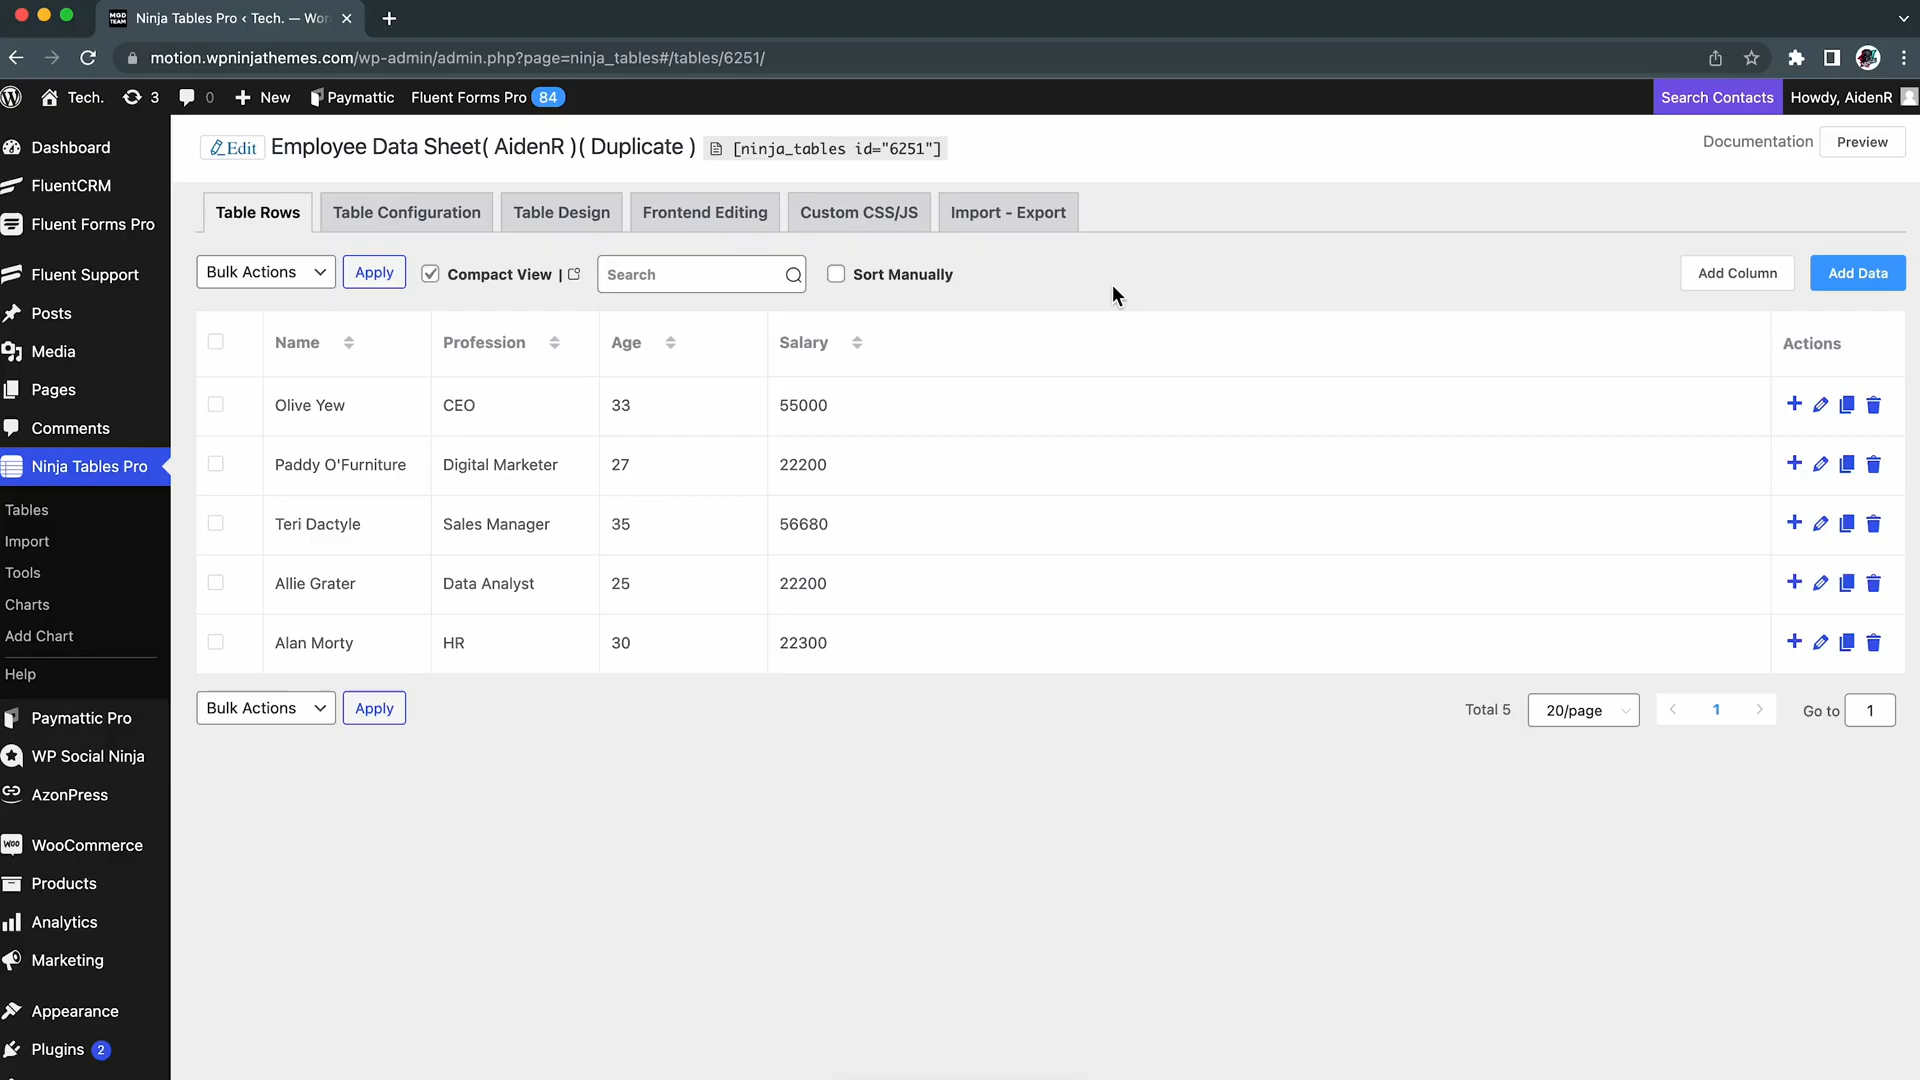 Ninja Tables Pro ‹ Tech. — Wor
motion.wpninjathemes.com/wp-admin/admin.php?page=ninja_tables#/tables/6251/
Tech. 3 0 New Paymattic Fluent Forms Pro 84 Search Contacts Howdy, AidenR
Dashboard
FluentCRM
Fluent Forms Pro
Fluent Support
Posts
Media
Pages
Comments
Ninja Tables Pro
Tables
Import
Tools
Charts
Add Chart
Help
Paymattic Pro
WP Social Ninja
AzonPress
WooCommerce
Products
Analytics
Marketing
Appearance
Plugins 2
Edit Employee Data Sheet( AidenR )( Duplicate ) [ninja_tables id="6251"] Documentation Preview
Table Rows Table Configuration Table Design Frontend Editing Custom CSS/JS Import - Export
Bulk Actions Apply Compact View | Search Sort Manually Add Column Add Data
Name Profession Age Salary Actions
Olive Yew CEO 33 55000
Paddy O'Furniture Digital Marketer 27 22200
Teri Dactyle Sales Manager 35 56680
Allie Grater Data Analyst 25 22200
Alan Morty HR 30 22300
Bulk Actions Apply Total 5 20/page 1 Go to 1